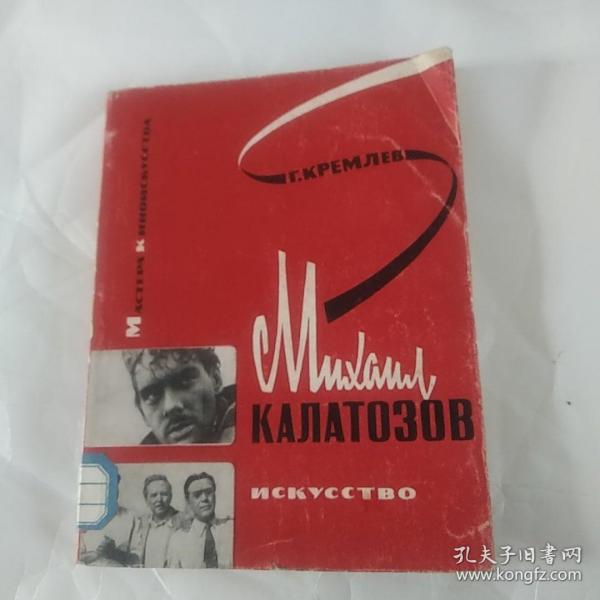 Г. КРЕМЛЕВ
МАСТЕРА КИНОИСКУССТВА
Михаил
КАЛАТОЗОВ
ИСКУССТВО
孔夫子旧书网
www.kongfz.com